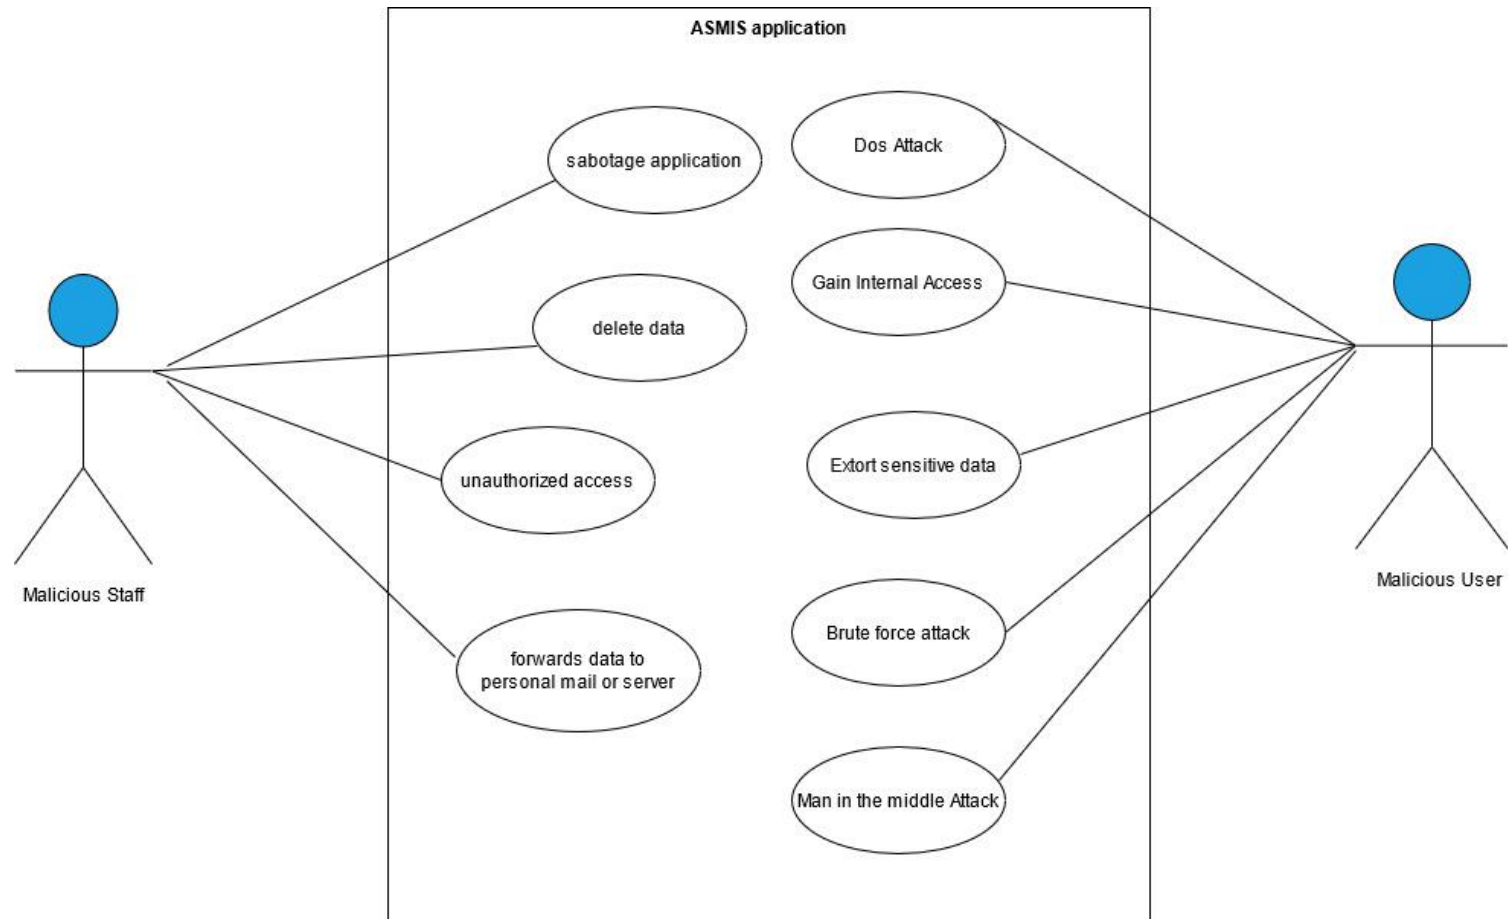 ASMIS application
sabotage application
Dos Attack
Gain Internal Access
delete data
Extort sensitive data
unauthorized access
Malicious Staff
Malicious User
Brute force attack
forwards data to
personal mail or server
Man in the middle Attack